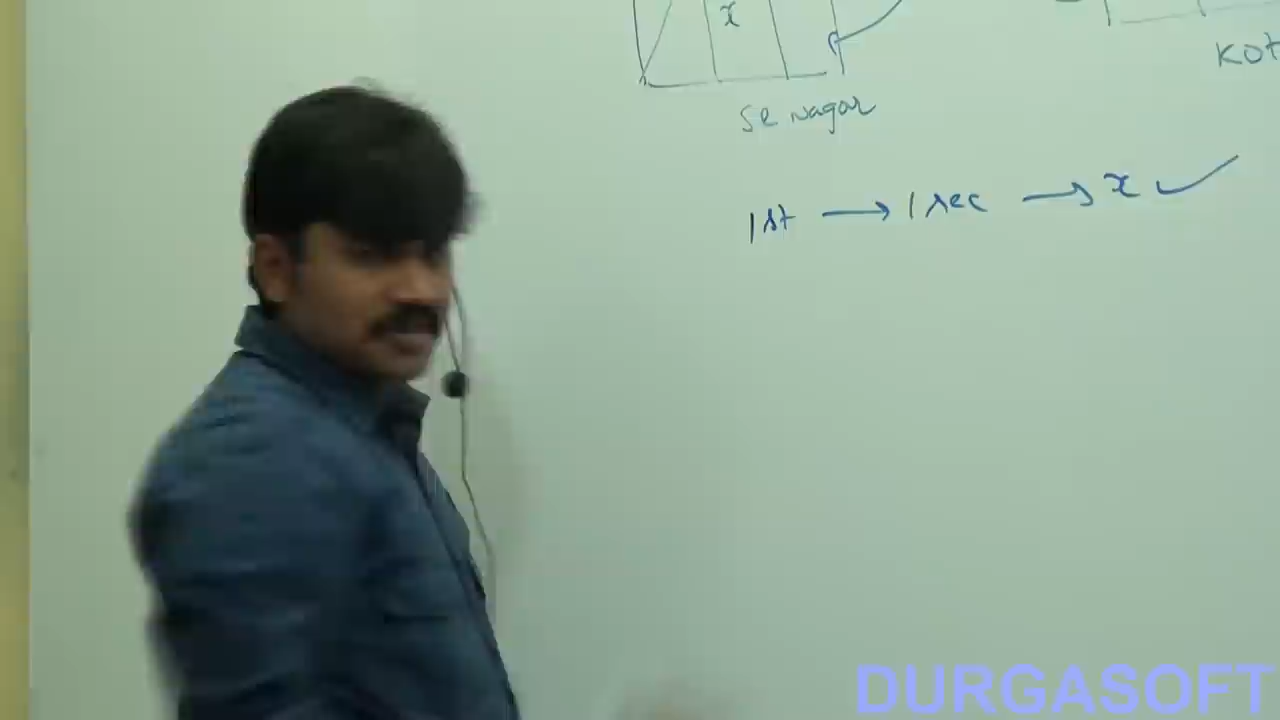 x
SR Nagar
KOT
1st → 1 sec → x ✓
DURGASOFT